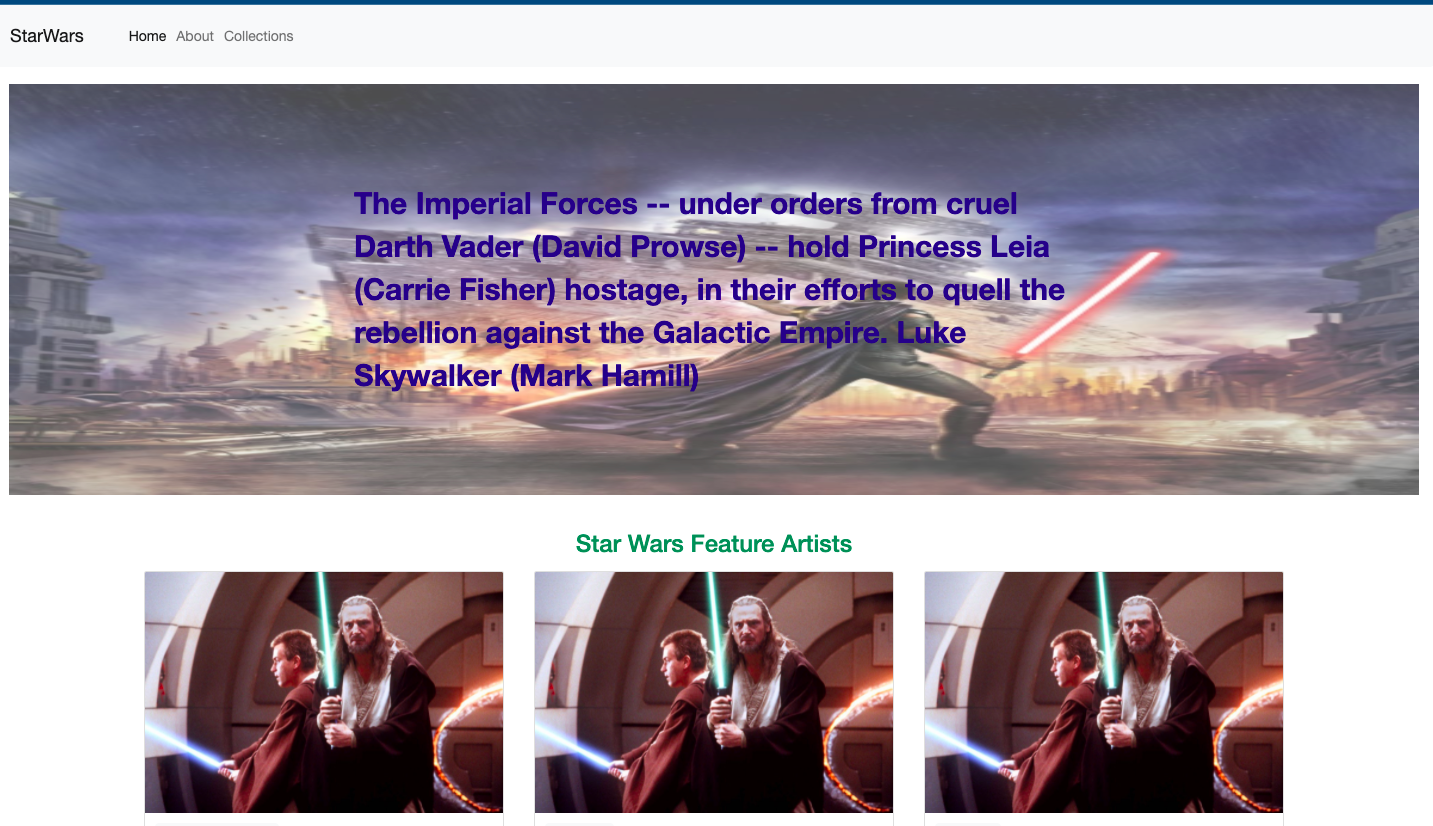 StarWars Home About Collections
The Imperial Forces -- under orders from cruel
Darth Vader (David Prowse) -- hold Princess Leia
(Carrie Fisher) hostage, in their efforts to quell the
rebellion against the Galactic Empire. Luke
Skywalker (Mark Hamill)
Star Wars Feature Artists